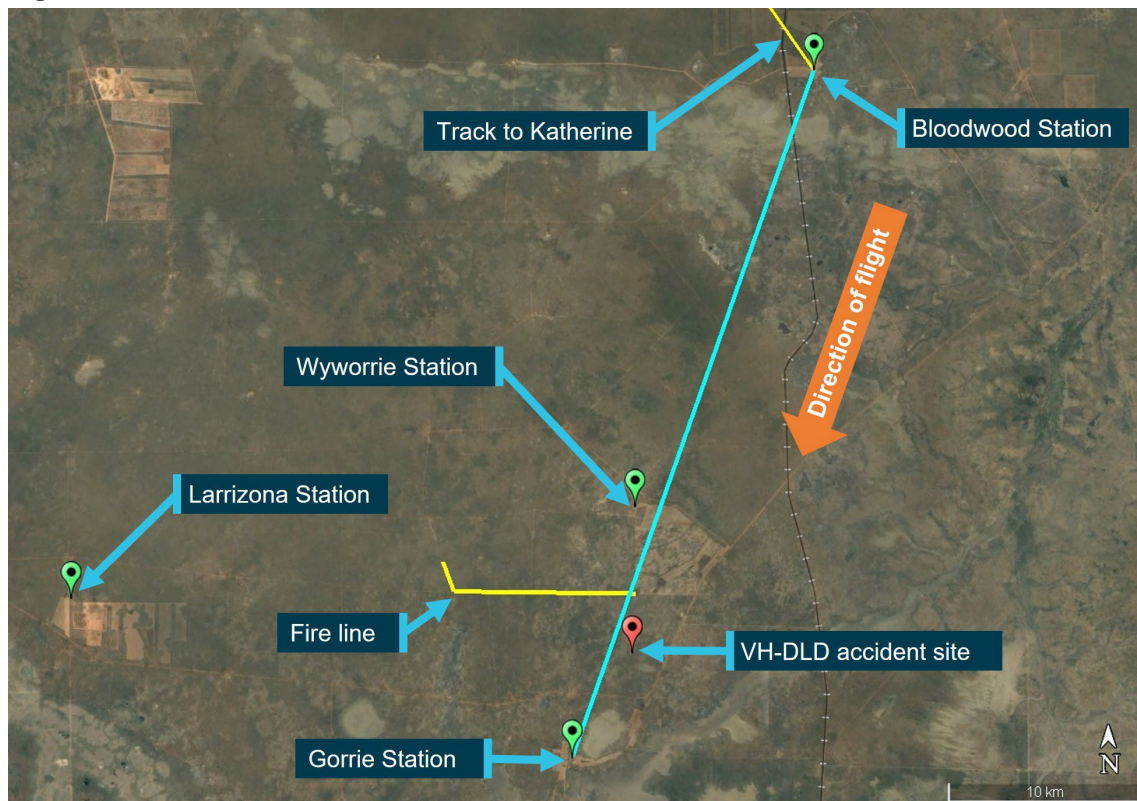 Track to Katherine
Bloodwood Station
Direction of flight
Wyworrie Station
Larrizona Station
Fire line
VH-DLD accident site
Gorrie Station
N
10 km